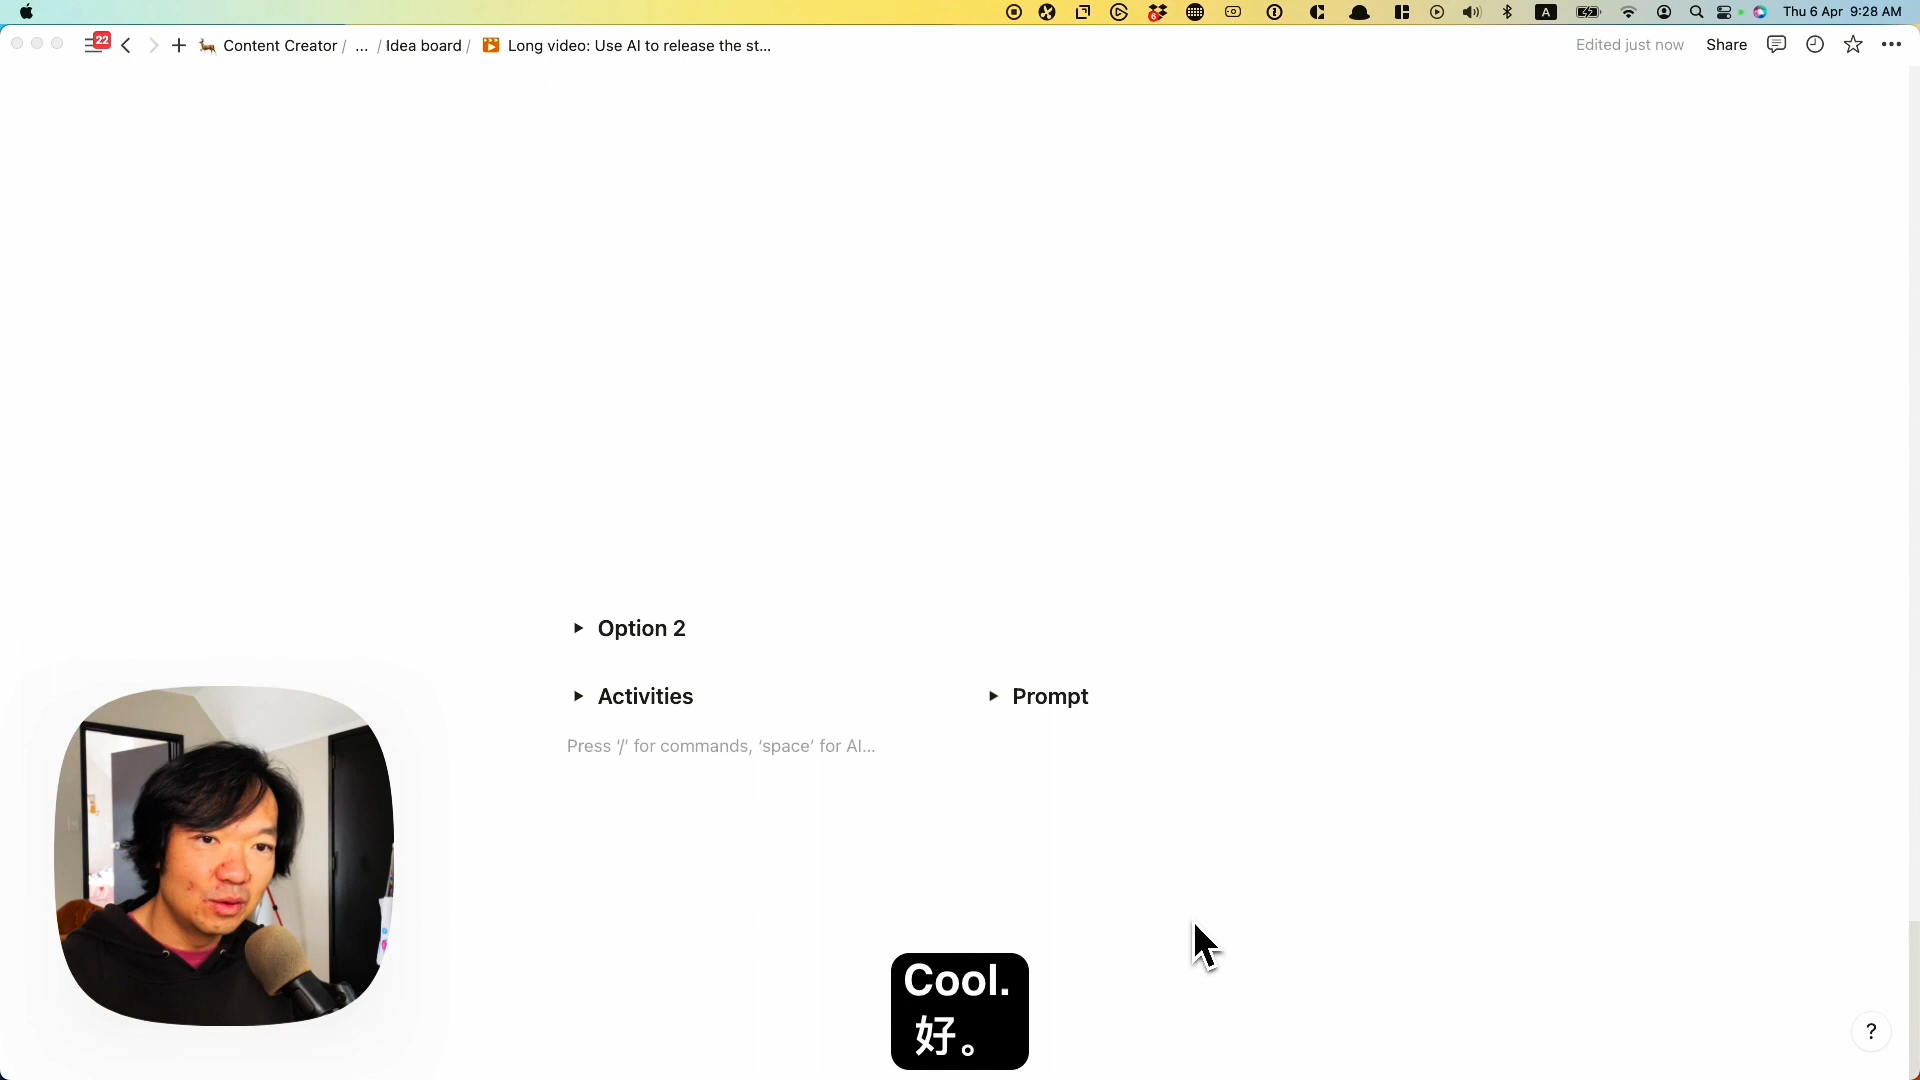 A
Thu 6 Apr 9:28 AM
22
Content Creator / ... / Idea board / Long video: Use AI to release the st...
Edited just now
Share
6
Option 2
Activities
Prompt
Press ‘/’ for commands, ‘space’ for AI...
Cool.
好。
?